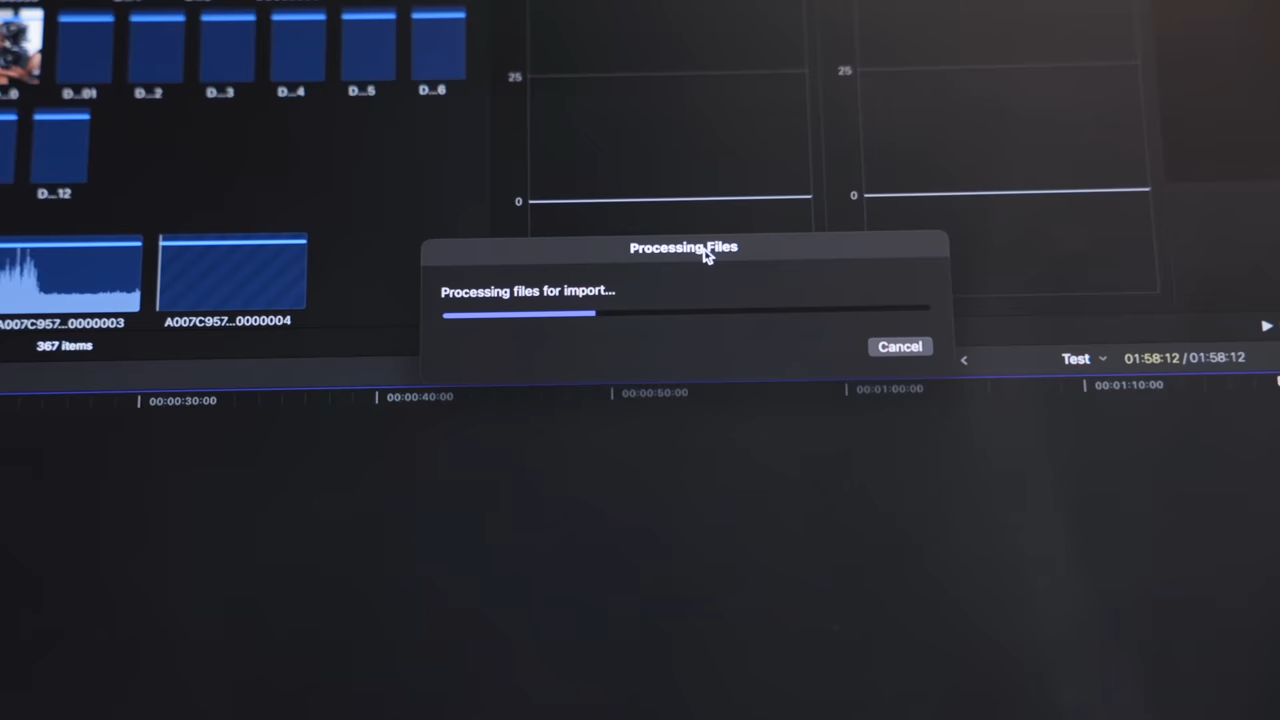 D...01 D...2 D...3 D...4 D...5 D...6
D...12
25
0
25
0
Processing Files
Processing files for import...
Cancel
A007C957...0000003
A007C957...0000004
367 items
Test
01:58:12 / 01:58:12
00:00:30:00
00:00:40:00
00:00:50:00
00:01:00:00
00:01:10:00